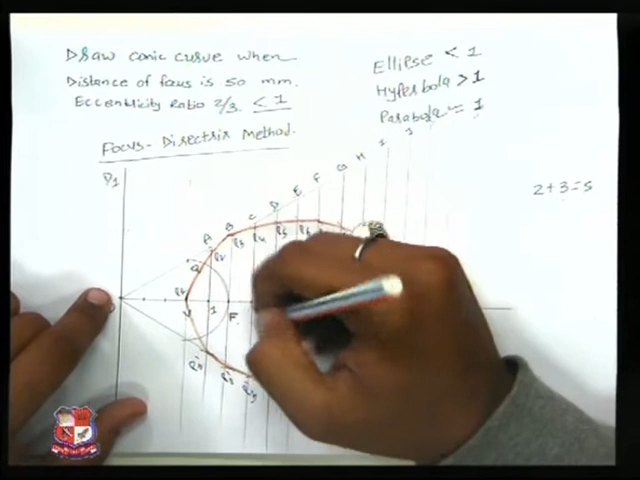 Draw conic curve when
Distance of focus is 50 mm.
Eccentricity Ratio 2/3. < 1
Ellipse < 1
Hyperbola > 1
Parabola = 1
Focus-Directrix Method.
2+3=5
D1
A B C D E F G H I J
P2 P3 P4 P5 P6
V 1 F